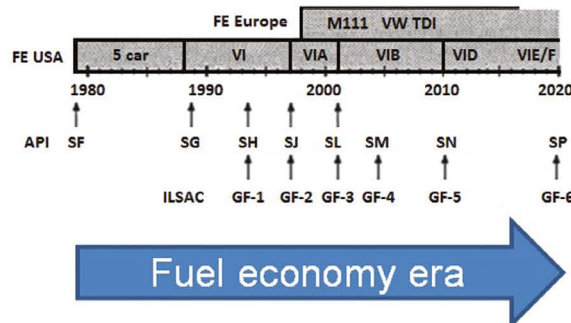 FE Europe M111 VW TDI
FE USA 5 car VI VIA VIB VID VIE/F
1980 1990 2000 2010 2020
API SF SG SH SJ SL SM SN SP
ILSAC GF-1 GF-2 GF-3 GF-4 GF-5 GF-6
Fuel economy era